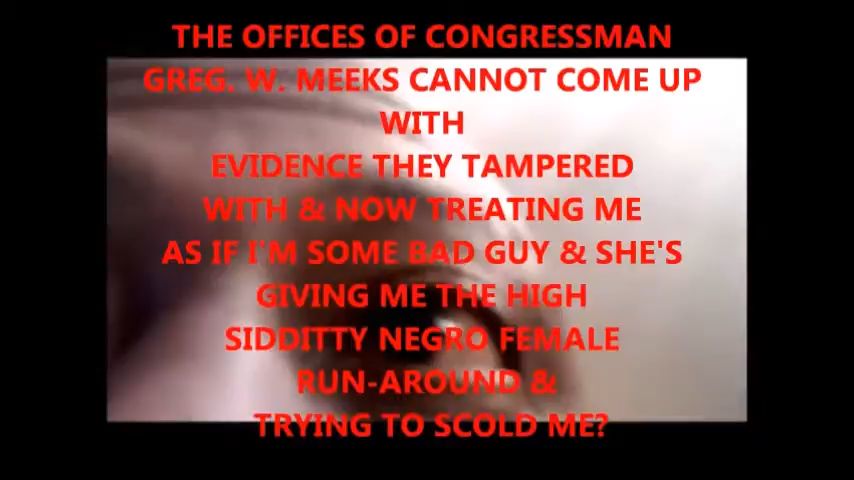 THE OFFICES OF CONGRESSMAN
GREG. W. MEEKS CANNOT COME UP
WITH
EVIDENCE THEY TAMPERED
WITH & NOW TREATING ME
AS IF I'M SOME BAD GUY & SHE'S
GIVING ME THE HIGH
SIDDITTY NEGRO FEMALE
RUN-AROUND &
TRYING TO SCOLD ME?